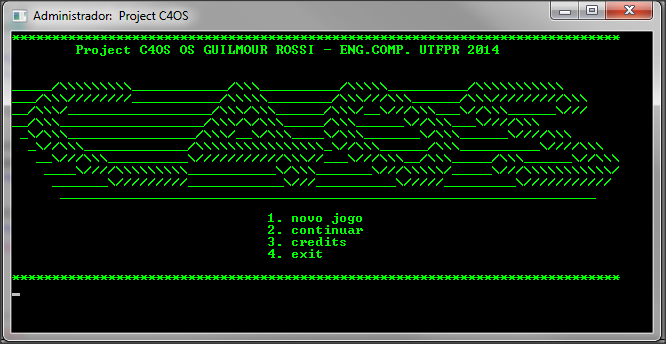 Administrador: Project C4OS
Project C4OS OS GUILMOUR ROSSI - ENG.COMP. UTFPR 2014
C4OS
1. novo jogo
2. continuar
3. credits
4. exit